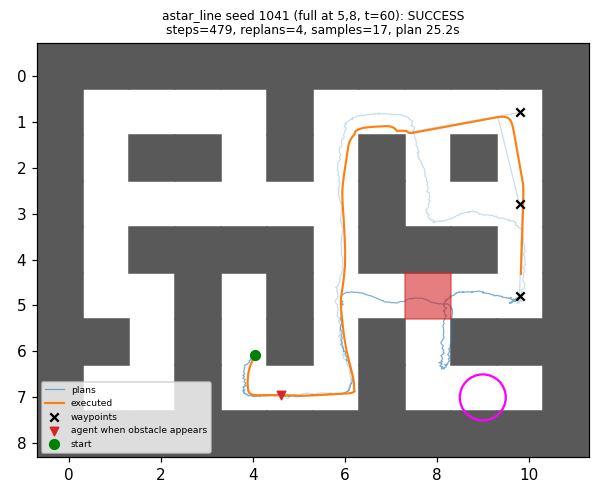 astar_line seed 1041 (full at 5,8, t=60): SUCCESS
steps=479, replans=4, samples=17, plan 25.2s
0
1
2
3
4
5
6
7
8
plans
executed
waypoints
agent when obstacle appears
start
0 2 4 6 8 10